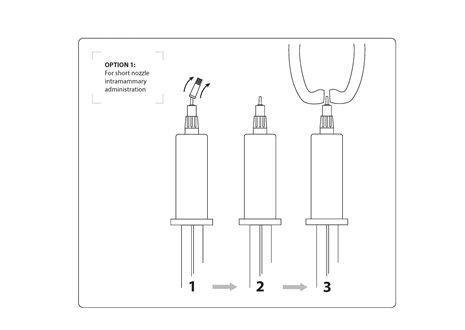 OPTION 1:
For short nozzle
intramammary
administration
1
2
3